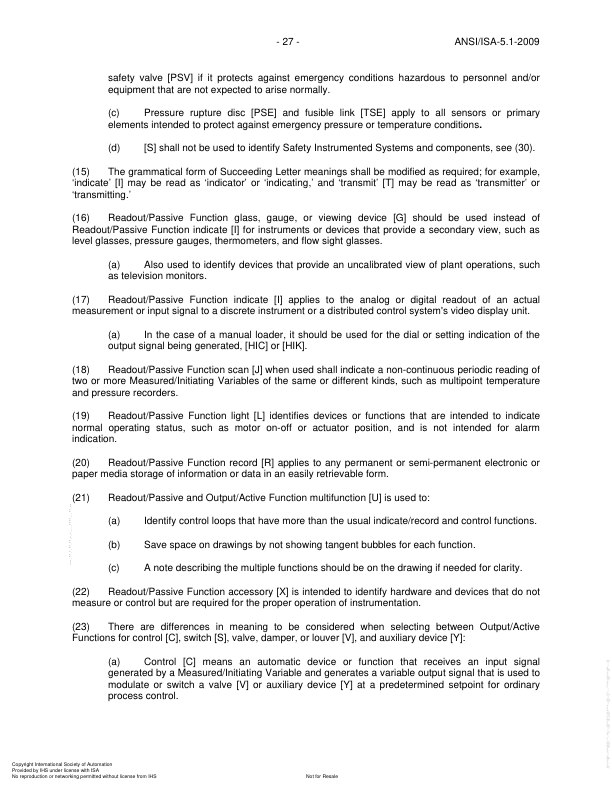 - 27 -
ANSI/ISA-5.1-2009
safety valve [PSV] if it protects against emergency conditions hazardous to personnel and/or
equipment that are not expected to arise normally.
(c) Pressure rupture disc [PSE] and fusible link [TSE] apply to all sensors or primary
elements intended to protect against emergency pressure or temperature conditions.
(d) [S] shall not be used to identify Safety Instrumented Systems and components, see (30).
(15) The grammatical form of Succeeding Letter meanings shall be modified as required; for example,
‘indicate’ [I] may be read as ‘indicator’ or ‘indicating,’ and ‘transmit’ [T] may be read as ‘transmitter’ or
‘transmitting.’
(16) Readout/Passive Function glass, gauge, or viewing device [G] should be used instead of
Readout/Passive Function indicate [I] for instruments or devices that provide a secondary view, such as
level glasses, pressure gauges, thermometers, and flow sight glasses.
(a) Also used to identify devices that provide an uncalibrated view of plant operations, such
as television monitors.
(17) Readout/Passive Function indicate [I] applies to the analog or digital readout of an actual
measurement or input signal to a discrete instrument or a distributed control system's video display unit.
(a) In the case of a manual loader, it should be used for the dial or setting indication of the
output signal being generated, [HIC] or [HIK].
(18) Readout/Passive Function scan [J] when used shall indicate a non-continuous periodic reading of
two or more Measured/Initiating Variables of the same or different kinds, such as multipoint temperature
and pressure recorders.
(19) Readout/Passive Function light [L] identifies devices or functions that are intended to indicate
normal operating status, such as motor on-off or actuator position, and is not intended for alarm
indication.
(20) Readout/Passive Function record [R] applies to any permanent or semi-permanent electronic or
paper media storage of information or data in an easily retrievable form.
(21) Readout/Passive and Output/Active Function multifunction [U] is used to:
(a) Identify control loops that have more than the usual indicate/record and control functions.
(b) Save space on drawings by not showing tangent bubbles for each function.
(c) A note describing the multiple functions should be on the drawing if needed for clarity.
(22) Readout/Passive Function accessory [X] is intended to identify hardware and devices that do not
measure or control but are required for the proper operation of instrumentation.
(23) There are differences in meaning to be considered when selecting between Output/Active
Functions for control [C], switch [S], valve, damper, or louver [V], and auxiliary device [Y]:
(a) Control [C] means an automatic device or function that receives an input signal
generated by a Measured/Initiating Variable and generates a variable output signal that is used to
modulate or switch a valve [V] or auxiliary device [Y] at a predetermined setpoint for ordinary
process control.
Copyright International Society of Automation
Provided by IHS under license with ISA
No reproduction or networking permitted without license from IHS
Not for Resale